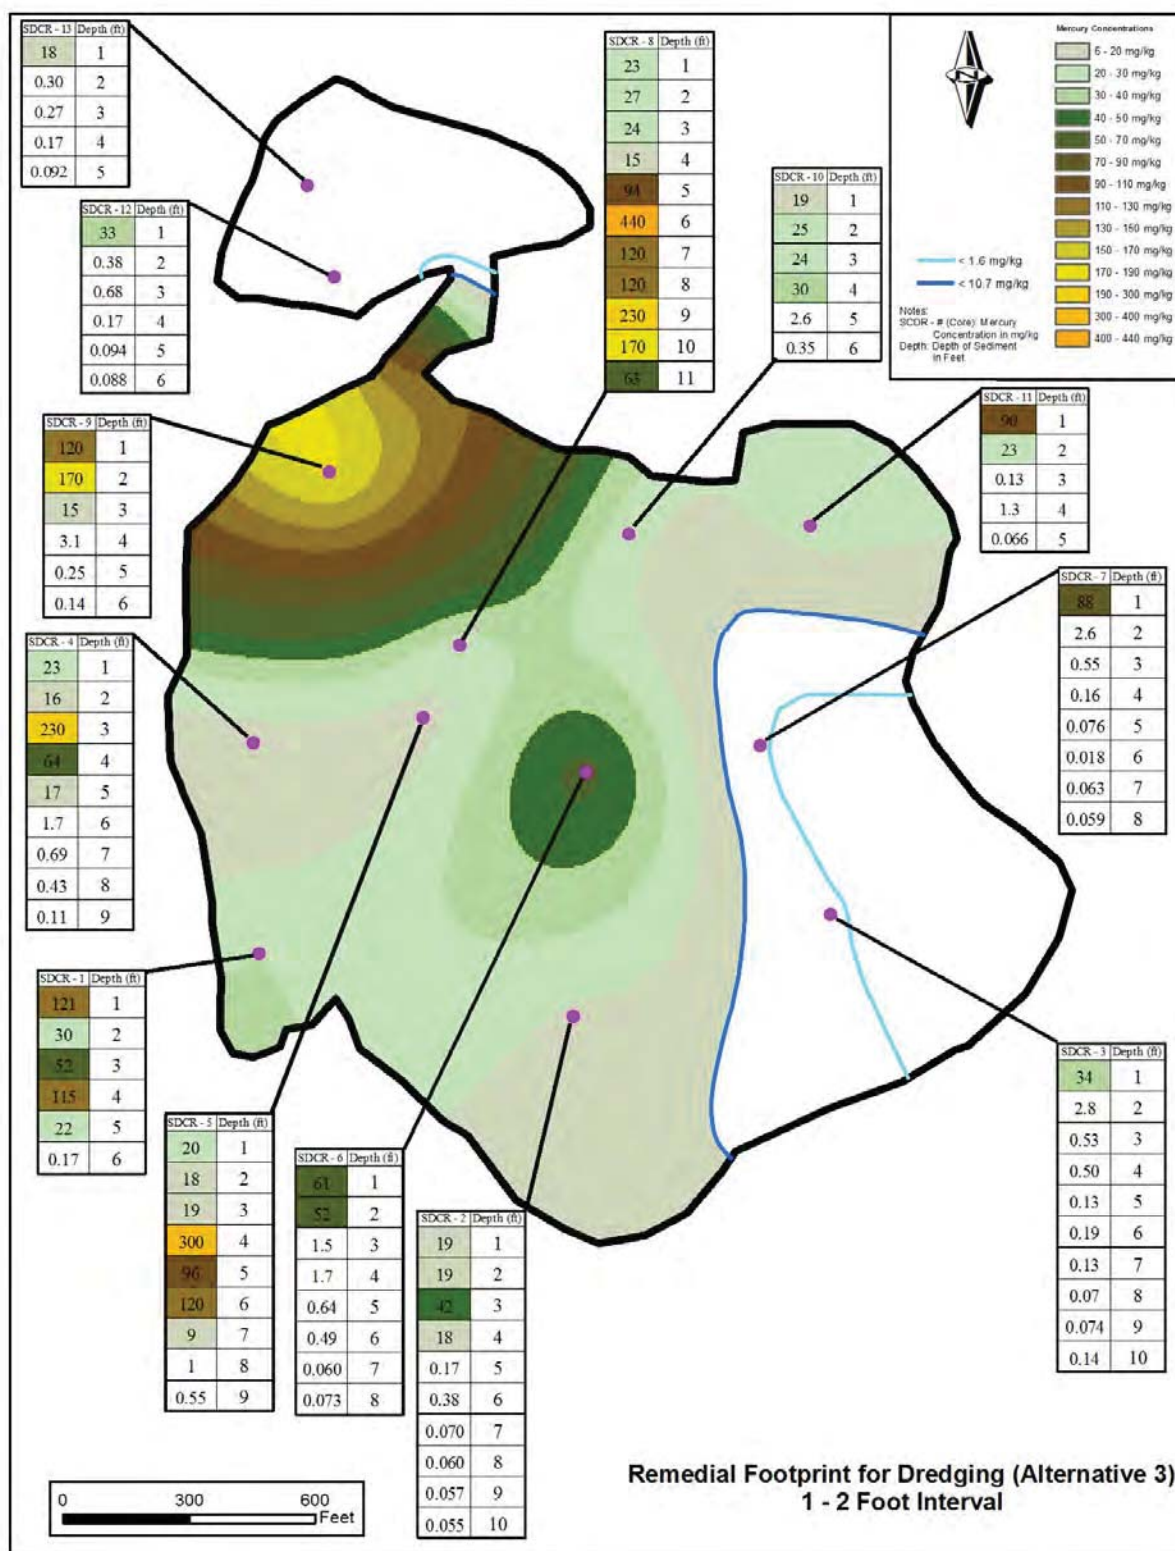 SDCR - 13 Depth (ft)
18 1
0.30 2
0.27 3
0.17 4
0.092 5
SDCR - 12 Depth (ft)
33 1
0.38 2
0.68 3
0.17 4
0.094 5
0.088 6
SDCR - 8 Depth (ft)
23 1
27 2
24 3
15 4
94 5
440 6
120 7
120 8
230 9
170 10
63 11
SDCR - 10 Depth (ft)
19 1
25 2
24 3
30 4
2.6 5
0.35 6
N
Mercury Concentrations
6 - 20 mg/kg
20 - 30 mg/kg
30 - 40 mg/kg
40 - 50 mg/kg
50 - 70 mg/kg
70 - 90 mg/kg
90 - 110 mg/kg
110 - 130 mg/kg
130 - 150 mg/kg
150 - 170 mg/kg
170 - 190 mg/kg
190 - 300 mg/kg
300 - 400 mg/kg
400 - 440 mg/kg
< 1.6 mg/kg
< 10.7 mg/kg
Notes:
SCDR - # (Core): Mercury
Concentration in mg/kg
Depth: Depth of Sediment
in Feet
SDCR - 9 Depth (ft)
120 1
170 2
15 3
3.1 4
0.25 5
0.14 6
SDCR - 11 Depth (ft)
90 1
23 2
0.13 3
1.3 4
0.066 5
SDCR - 7 Depth (ft)
88 1
2.6 2
0.55 3
0.16 4
0.076 5
0.018 6
0.063 7
0.059 8
SDCR - 4 Depth (ft)
23 1
16 2
230 3
64 4
17 5
1.7 6
0.69 7
0.43 8
0.11 9
SDCR - 1 Depth (ft)
121 1
30 2
52 3
115 4
22 5
0.17 6
SDCR - 5 Depth (ft)
20 1
18 2
19 3
300 4
96 5
120 6
9 7
1 8
0.55 9
SDCR - 6 Depth (ft)
61 1
52 2
1.5 3
1.7 4
0.64 5
0.49 6
0.060 7
0.073 8
SDCR - 2 Depth (ft)
19 1
19 2
42 3
18 4
0.17 5
0.38 6
0.070 7
0.060 8
0.057 9
0.055 10
SDCR - 3 Depth (ft)
34 1
2.8 2
0.53 3
0.50 4
0.13 5
0.19 6
0.13 7
0.07 8
0.074 9
0.14 10
0 300 600
Feet
Remedial Footprint for Dredging (Alternative 3)
1 - 2 Foot Interval